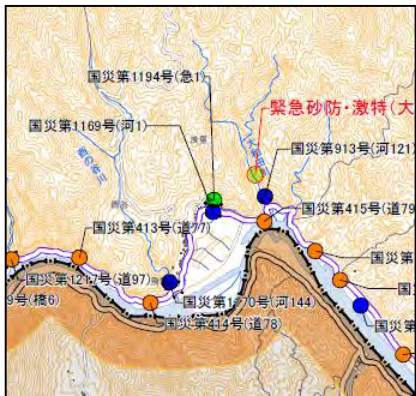 国災第1194号(急1)
緊急砂防・激特(大
国災第1169号(河1)
国災第913号(河121)
国災第413号(道77)
国災第415号(道79
国災第
国災第1217号(道97)
国
9号(橋6)
国災第1170号(河144)
国災第
国災第414号(道78)